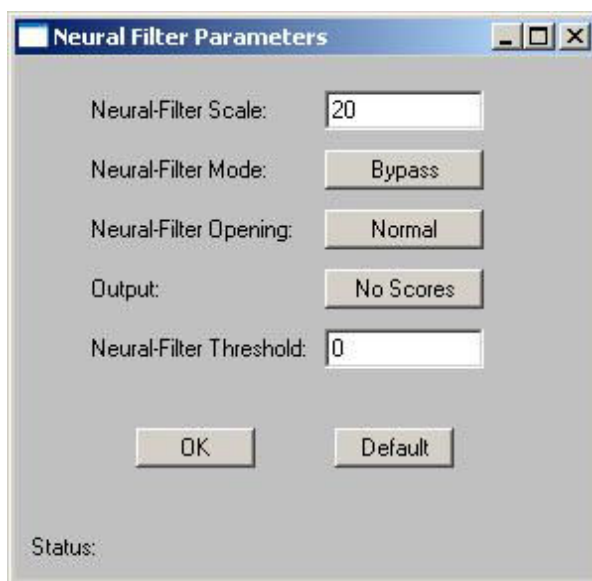 Neural Filter Parameters
Neural-Filter Scale: 20
Neural-Filter Mode: Bypass
Neural-Filter Opening: Normal
Output: No Scores
Neural-Filter Threshold: 0
OK Default
Status: